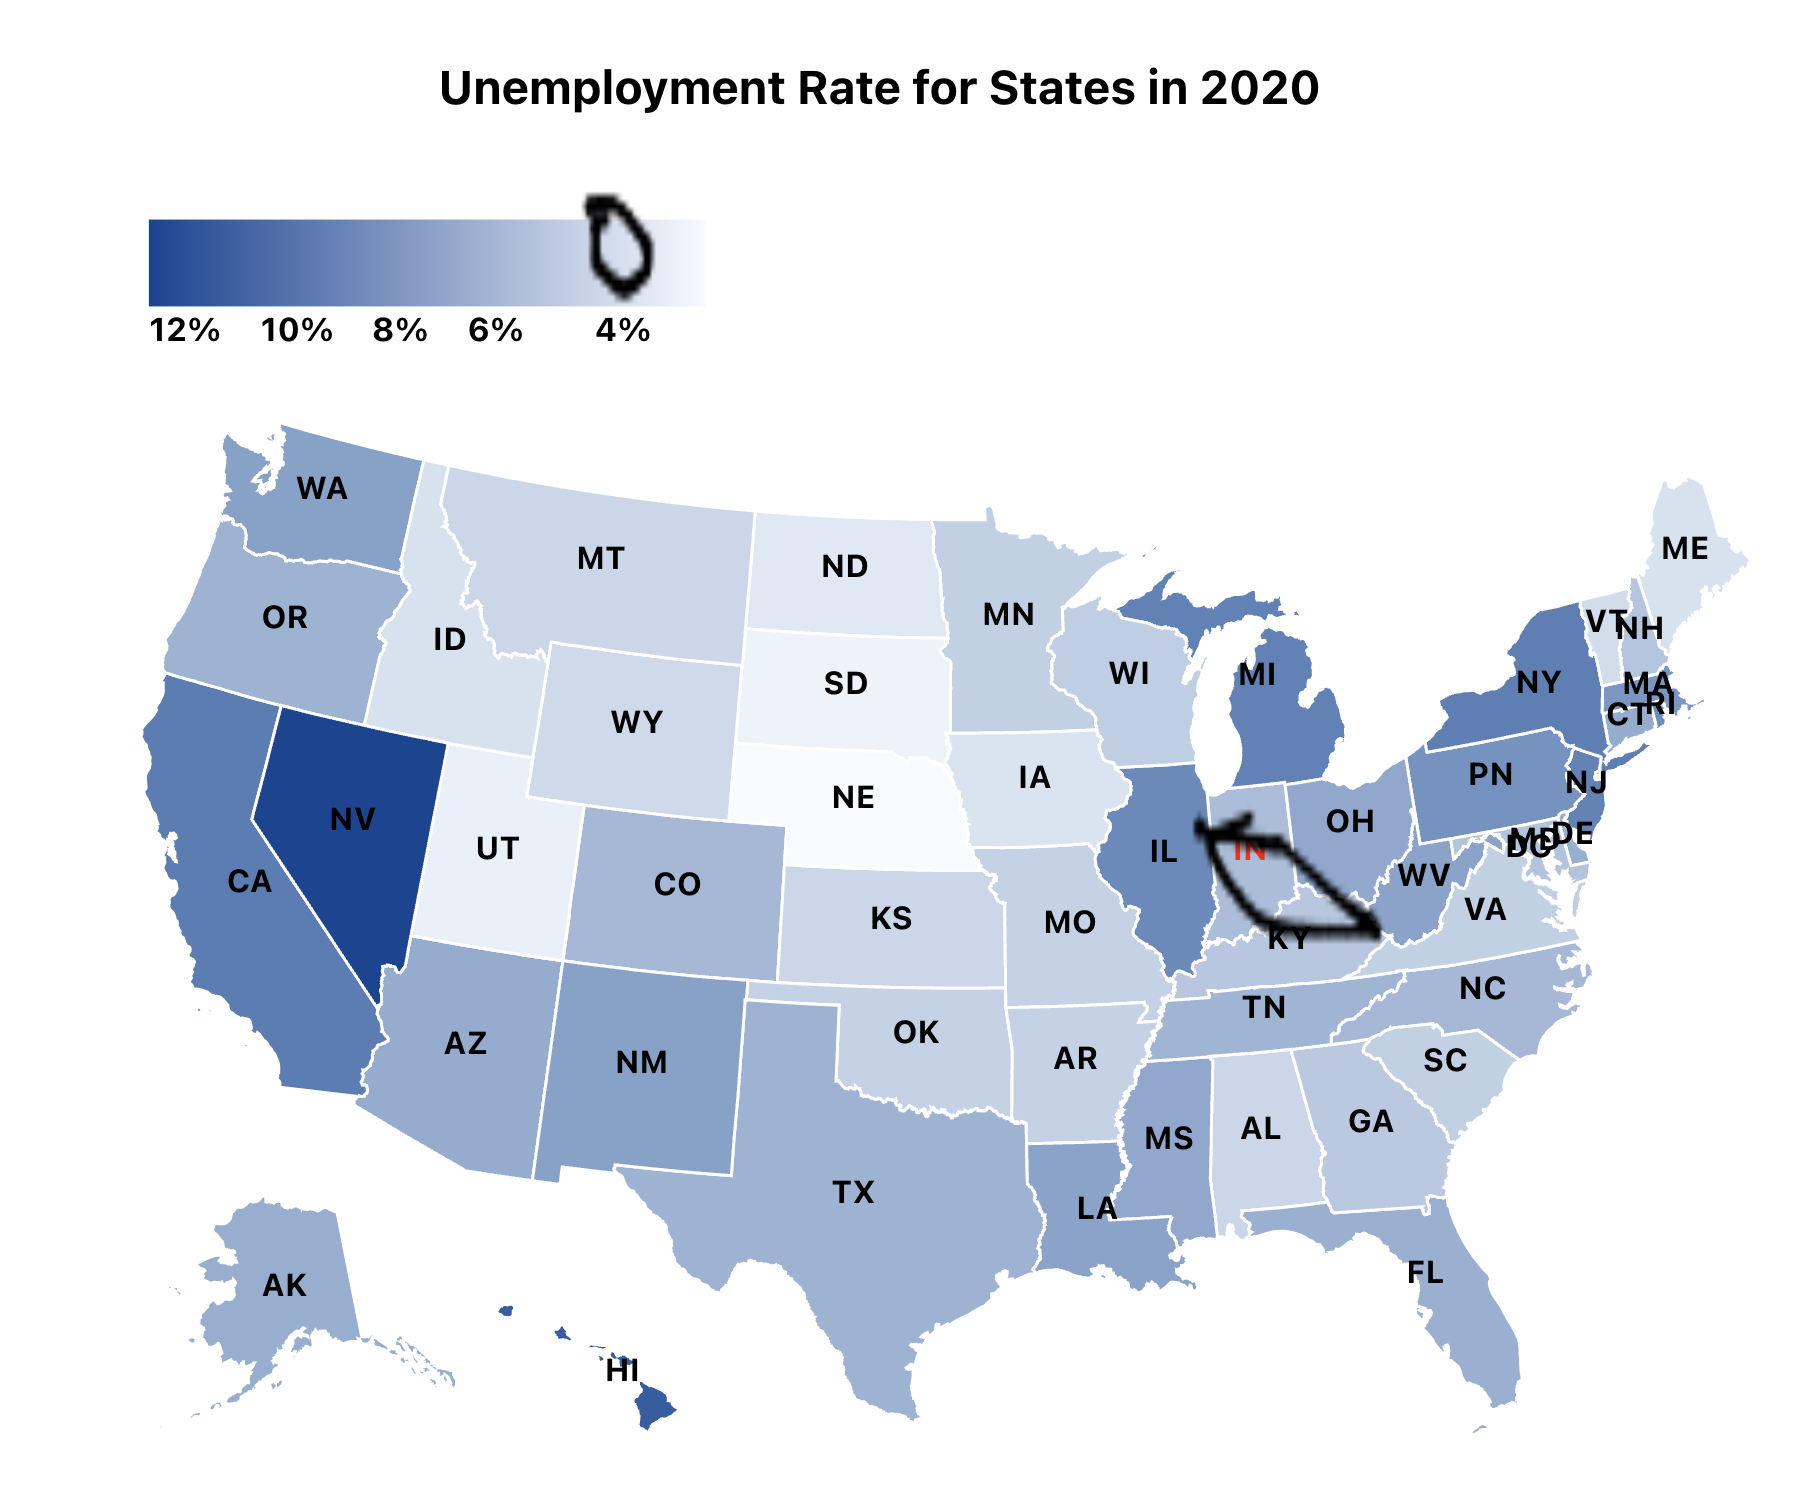 Unemployment Rate for States in 2020
12% 10% 8% 6% 4%
WA
MT
ND
ME
OR
ID
MN
VT
NH
SD
WI
MI
NY
MA
RI
CT
WY
IA
PN
NJ
NE
NV
UT
OH
MD
DE
DC
CA
CO
IL
IN
WV
KS
MO
VA
KY
NC
TN
AZ
NM
OK
AR
SC
MS
AL
GA
TX
LA
FL
AK
HI